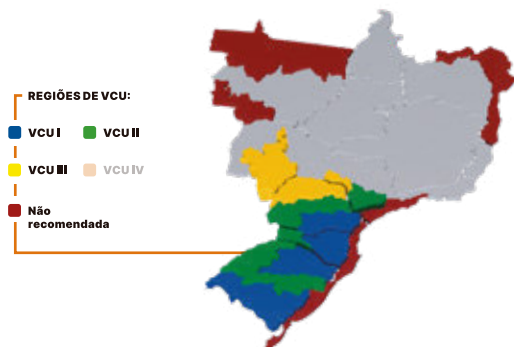 REGIÕES DE VCU:
VCU I VCU II
VCU III VCU IV
Não
recomendada